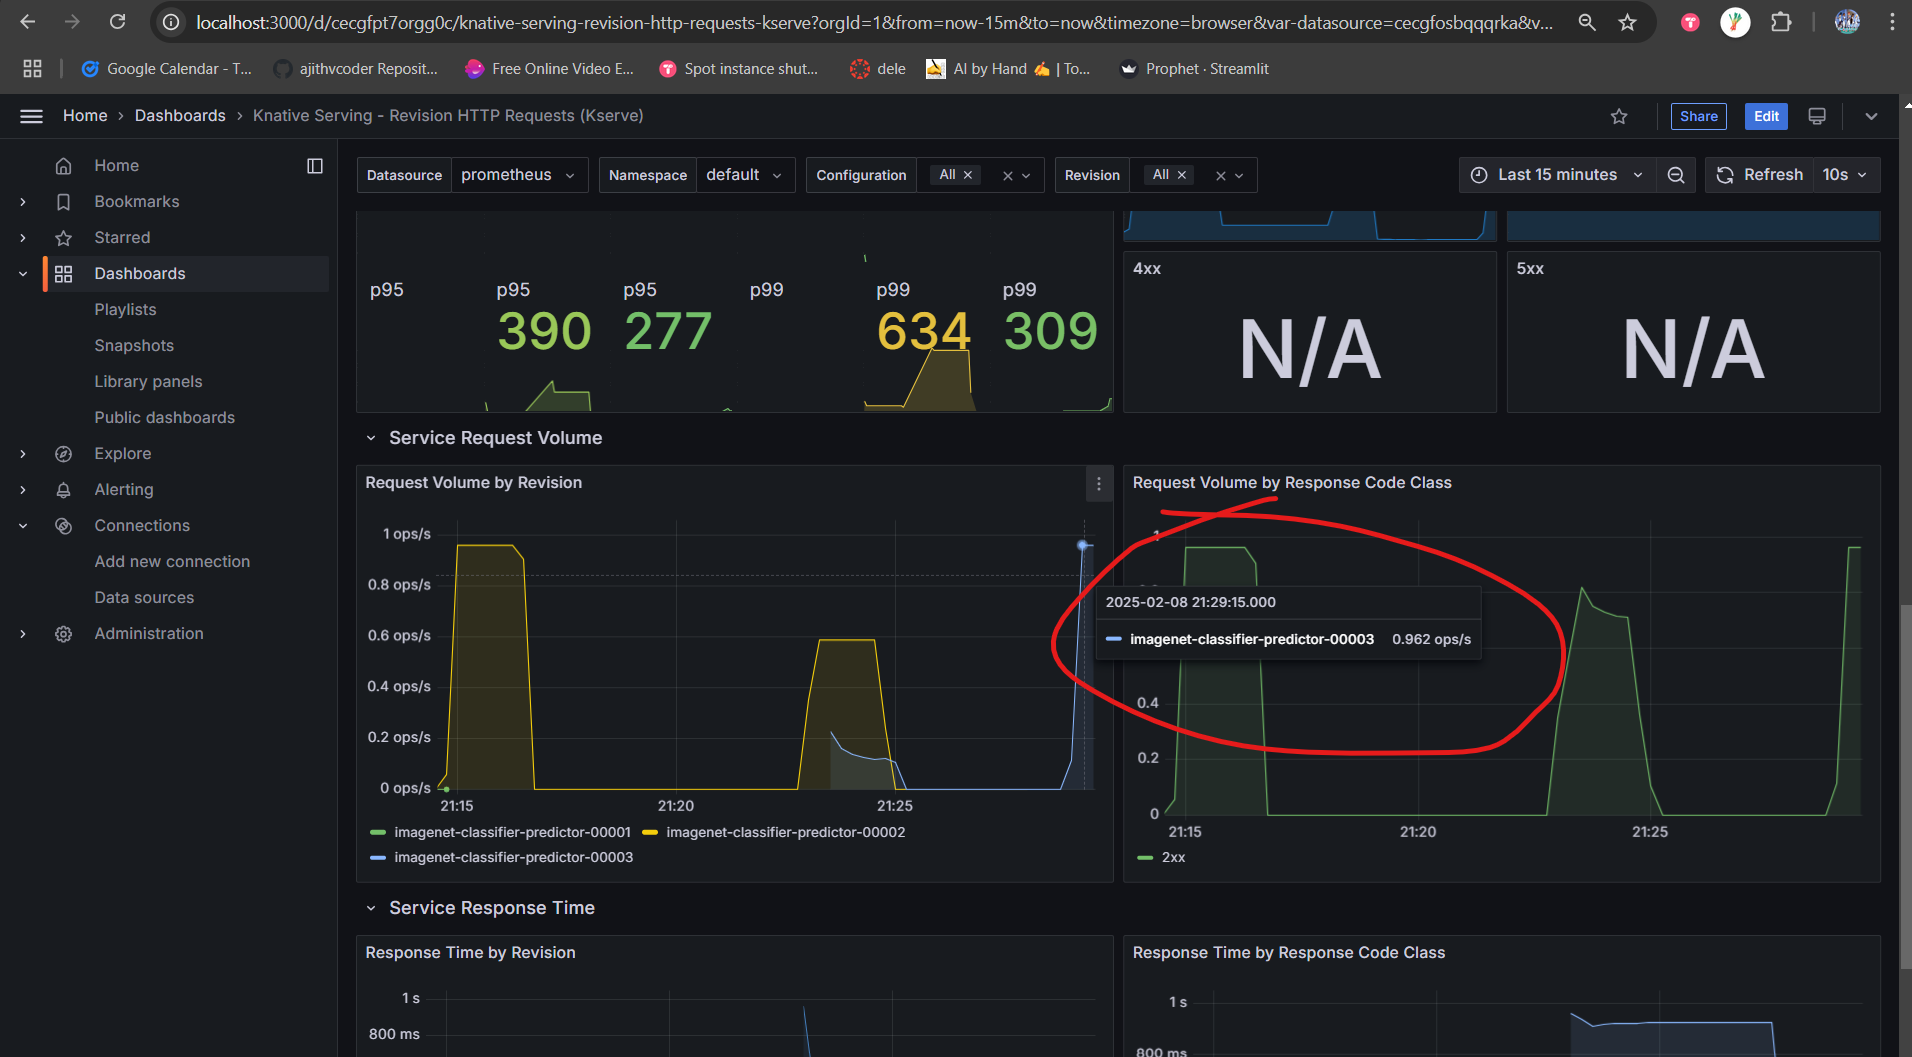 localhost:3000/d/cecgfpt7orgg0c/knative-serving-revision-http-requests-kserve?orgId=1&from=now-15m&to=now&timezone=browser&var-datasource=cecgfosbqqqrka&v...
Google Calendar - T...
ajithvcoder Reposit...
Free Online Video E...
Spot instance shut...
dele
AI by Hand ✍️ | To...
Prophet · Streamlit
Home › Dashboards › Knative Serving - Revision HTTP Requests (Kserve)
Share
Edit
Home
Bookmarks
Starred
Dashboards
Playlists
Snapshots
Library panels
Public dashboards
Explore
Alerting
Connections
Add new connection
Data sources
Administration
Datasource prometheus
Namespace default
Configuration All
Revision All
Last 15 minutes
Refresh 10s
p95 p95 p95 p99 p99 p99
390 277 634 309
4xx
N/A
5xx
N/A
Service Request Volume
Request Volume by Revision
1 ops/s
0.8 ops/s
0.6 ops/s
0.4 ops/s
0.2 ops/s
0 ops/s
21:15 21:20 21:25
imagenet-classifier-predictor-00001 imagenet-classifier-predictor-00002
imagenet-classifier-predictor-00003
Request Volume by Response Code Class
1
2025-02-08 21:29:15.000
imagenet-classifier-predictor-00003 0.962 ops/s
0.4
0.2
0
21:15 21:20 21:25
2xx
Service Response Time
Response Time by Revision
1 s
800 ms
Response Time by Response Code Class
1 s
800 ms